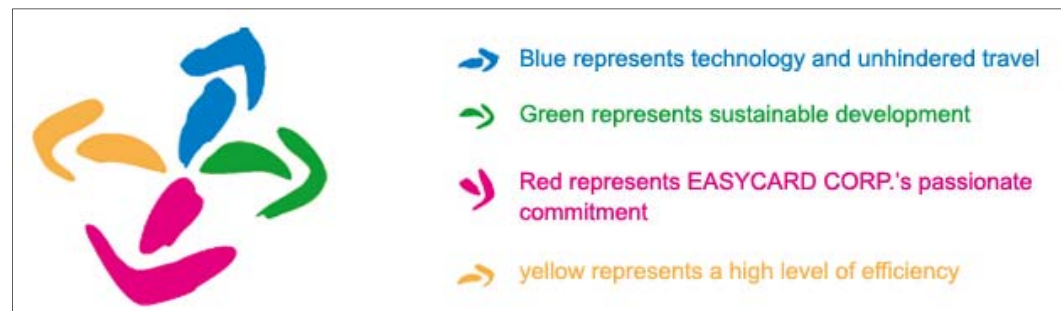 Blue represents technology and unhindered travel
Green represents sustainable development
Red represents EASYCARD CORP.'s passionate
commitment
yellow represents a high level of efficiency